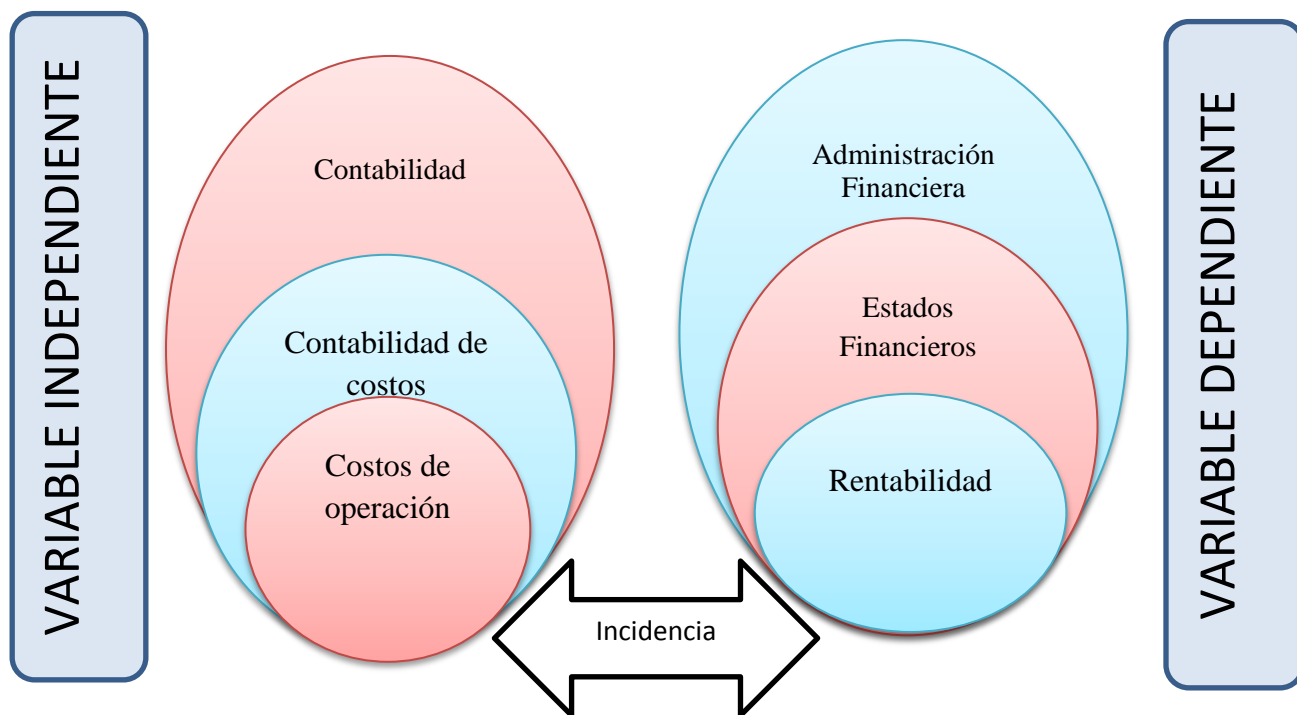 VARIABLE INDEPENDIENTE
Contabilidad
Contabilidad de
costos
Costos de
operación
Incidencia
Administración
Financiera
Estados
Financieros
Rentabilidad
VARIABLE DEPENDIENTE